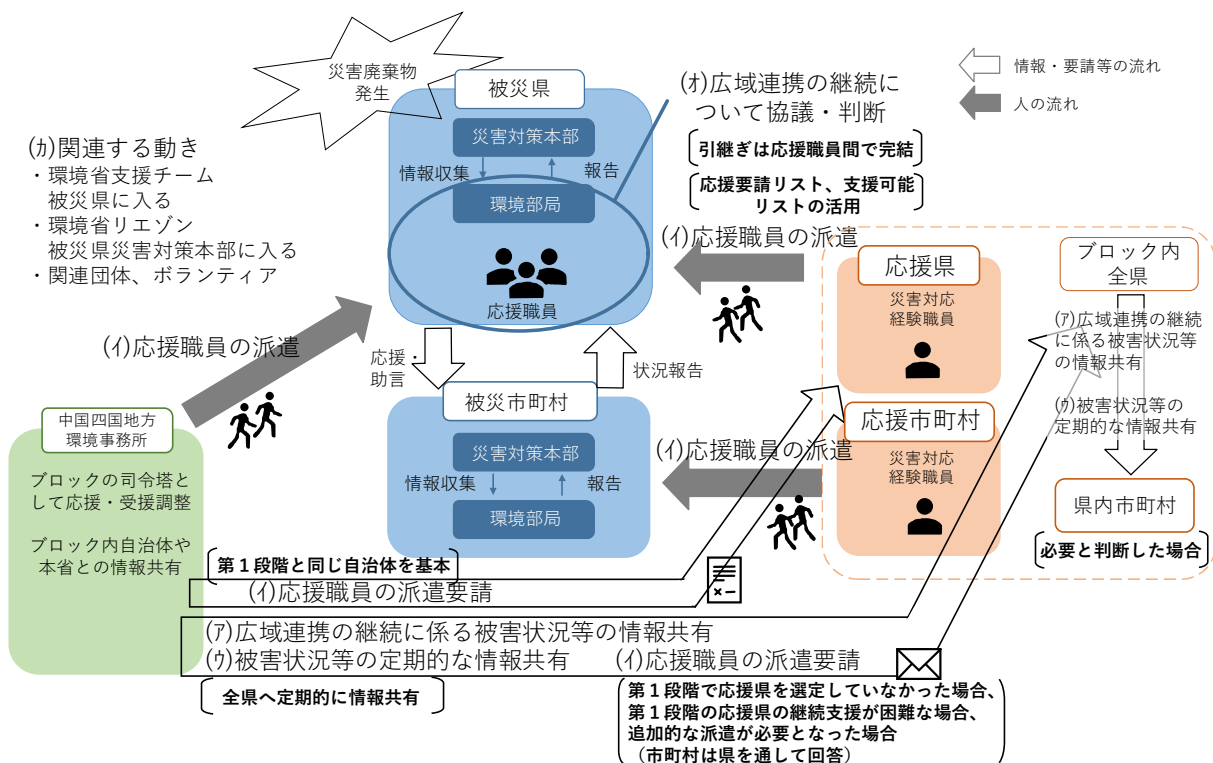 災害廃棄物
発生
被災県
災害対策本部
情報収集
報告
環境部局
応援職員
(ｵ)広域連携の継続に
ついて協議・判断
引継ぎは応援職員間で完結
応援要請リスト、支援可能
リストの活用
情報・要請等の流れ
人の流れ
(ｶ)関連する動き
・環境省支援チーム
被災県に入る
・環境省リエゾン
被災県災害対策本部に入る
・関連団体、ボランティア
(ｲ)応援職員の派遣
(ｲ)応援職員の派遣
応援県
災害対応
経験職員
ブロック内
全県
(ｱ)広域連携の継続
に係る被害状況等
の情報共有
(ｳ)被害状況等の
定期的な情報共有
県内市町村
必要と判断した場合
応援・
助言
状況報告
被災市町村
災害対策本部
情報収集
報告
環境部局
(ｲ)応援職員の派遣
応援市町村
災害対応
経験職員
中国四国地方
環境事務所
ブロックの司令塔と
して応援・受援調整
ブロック内自治体や
本省との情報共有
第１段階と同じ自治体を基本
(ｲ)応援職員の派遣要請
(ｱ)広域連携の継続に係る被害状況等の情報共有
(ｳ)被害状況等の定期的な情報共有
(ｲ)応援職員の派遣要請
全県へ定期的に情報共有
第１段階で応援県を選定していなかった場合、
第１段階の応援県の継続支援が困難な場合、
追加的な派遣が必要となった場合
（市町村は県を通して回答）